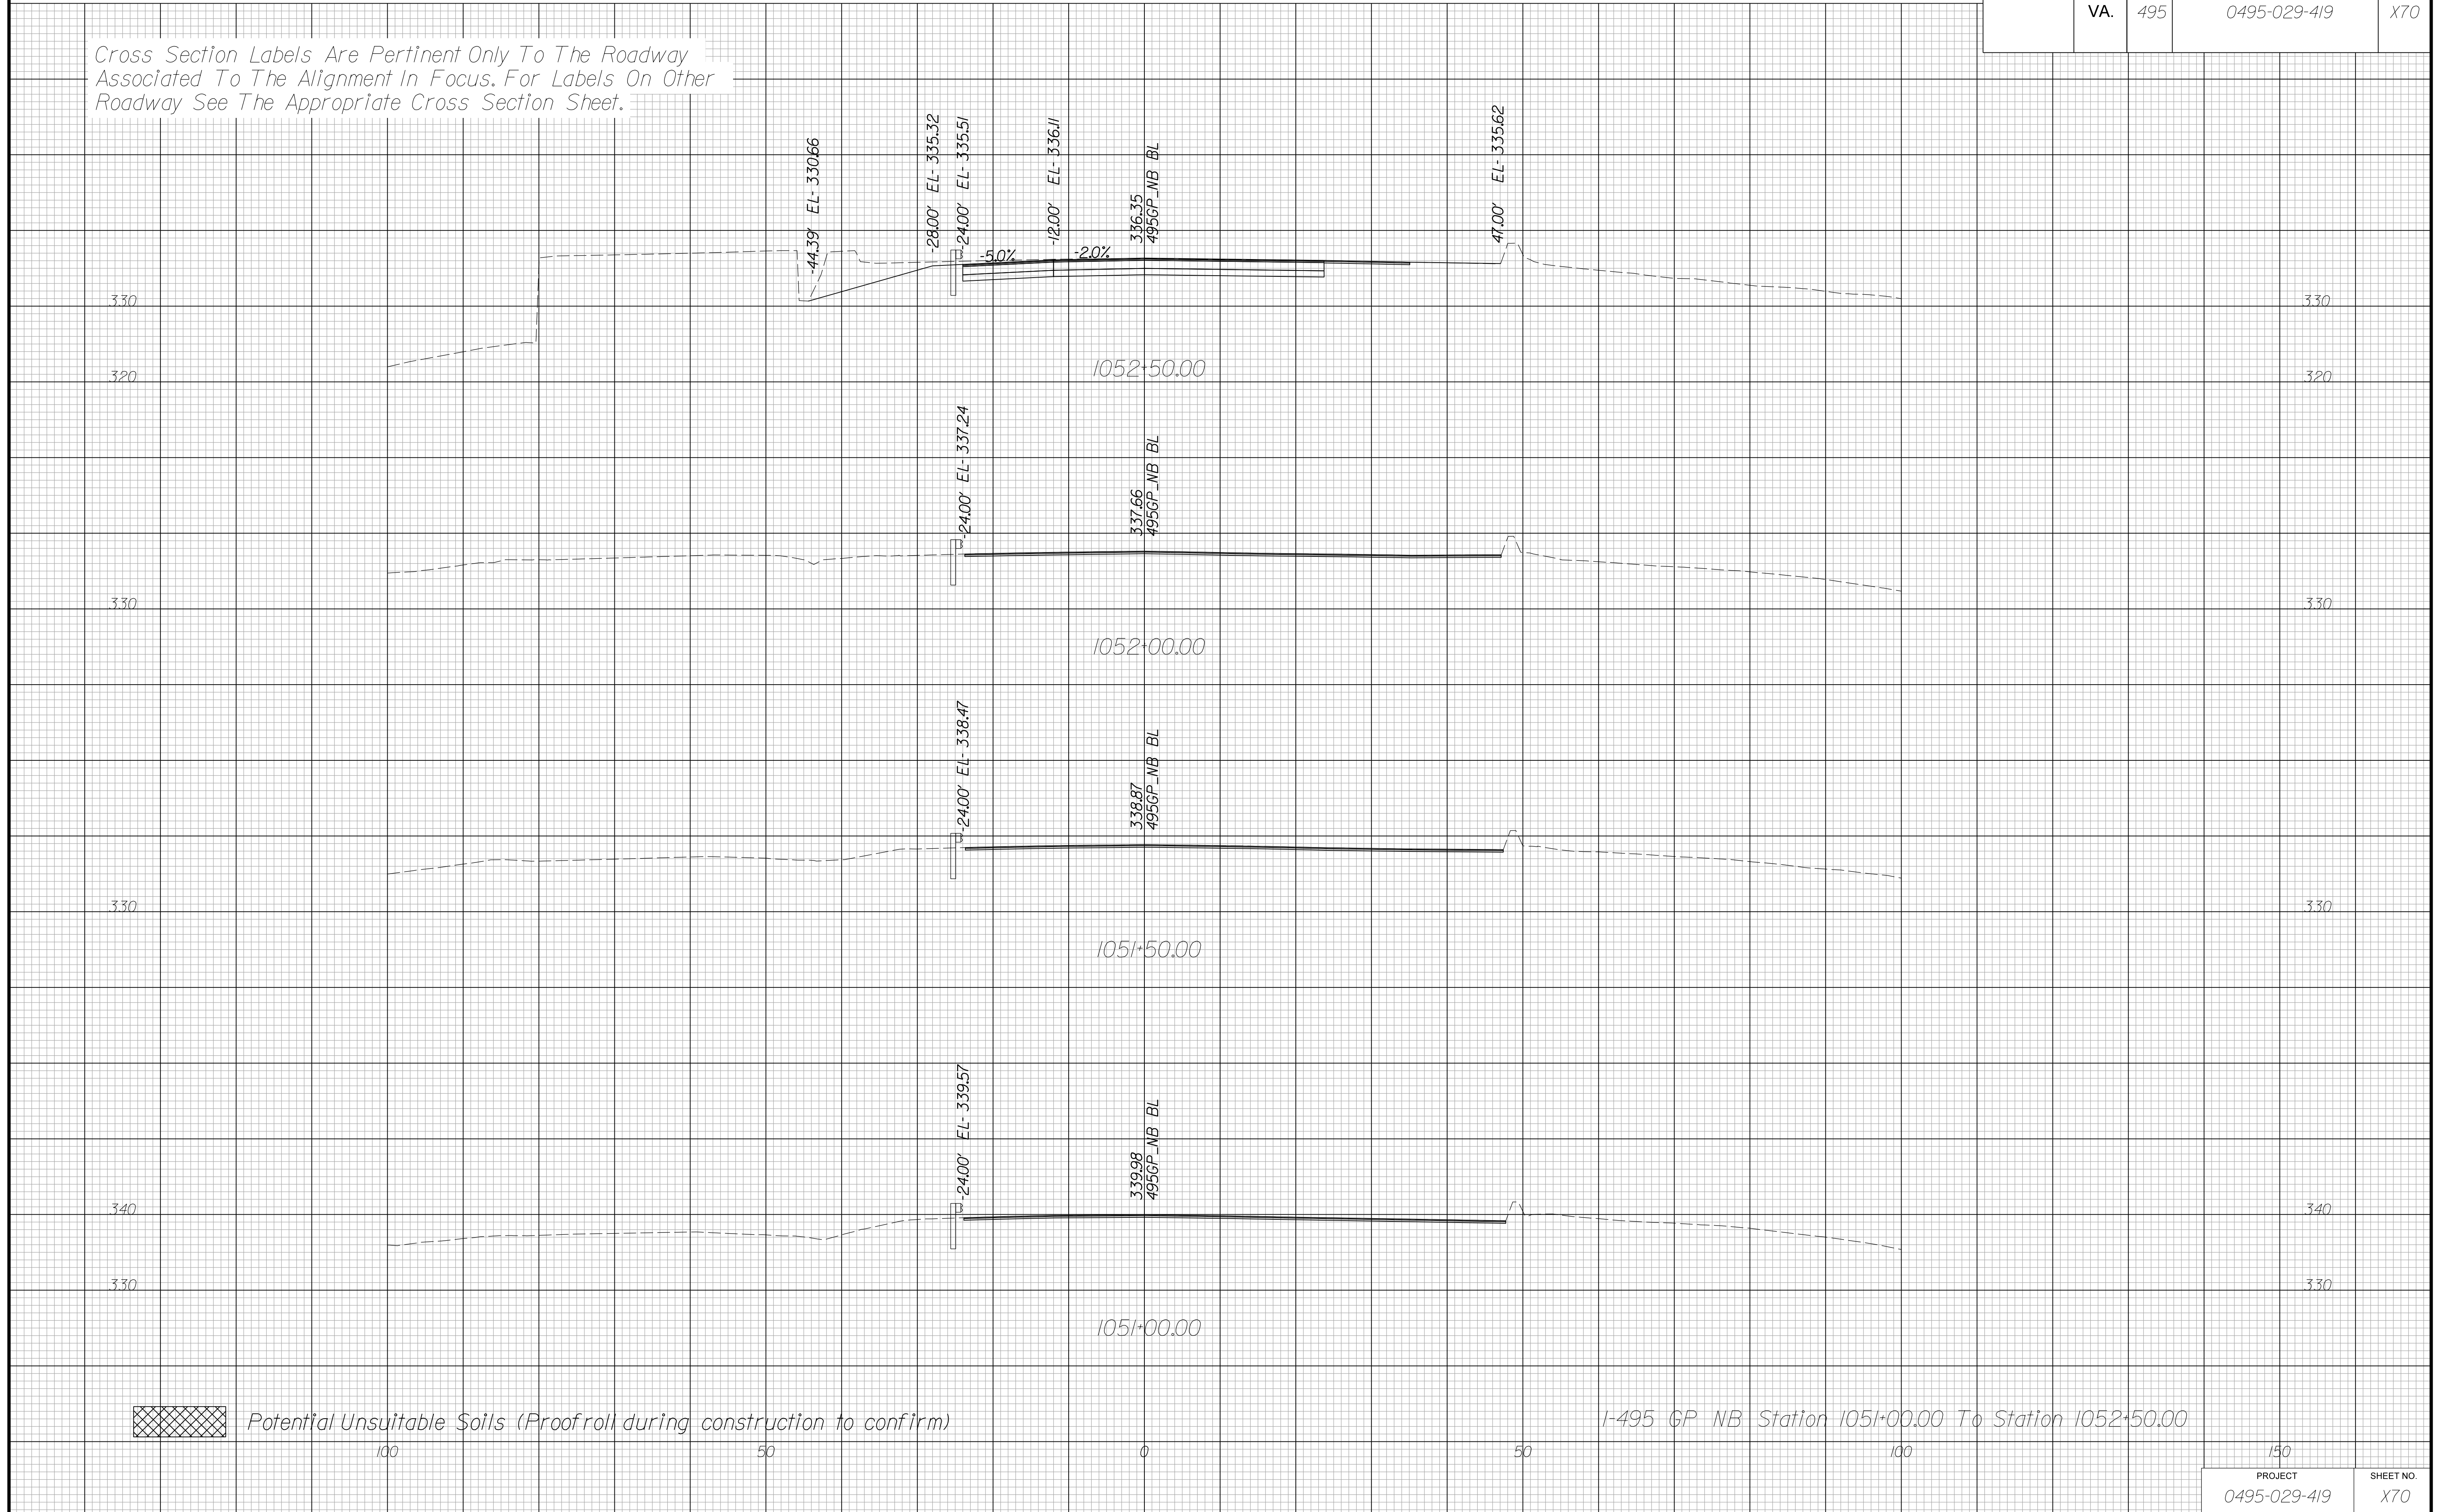 VA. 495 0495-029-419 X70
Cross Section Labels Are Pertinent Only To The Roadway
Associated To The Alignment In Focus. For Labels On Other
Roadway See The Appropriate Cross Section Sheet.
-44.39' EL- 330.66
-28.00' EL- 335.32
-24.00' EL- 335.51
-12.00' EL- 336.11
336.35
495GP_NB BL
47.00' EL- 335.62
-5.0%
-2.0%
330 330
320 320
1052+50.00
-24.00' EL- 337.24
337.66
495GP_NB BL
330 330
1052+00.00
-24.00' EL- 338.47
338.87
495GP_NB BL
330 330
1051+50.00
-24.00' EL- 339.57
339.98
495GP_NB BL
340 340
330 330
1051+00.00
Potential Unsuitable Soils (Proofroll during construction to confirm)
I-495 GP NB Station 1051+00.00 To Station 1052+50.00
100 50 0 50 100 150
PROJECT SHEET NO.
0495-029-419 X70